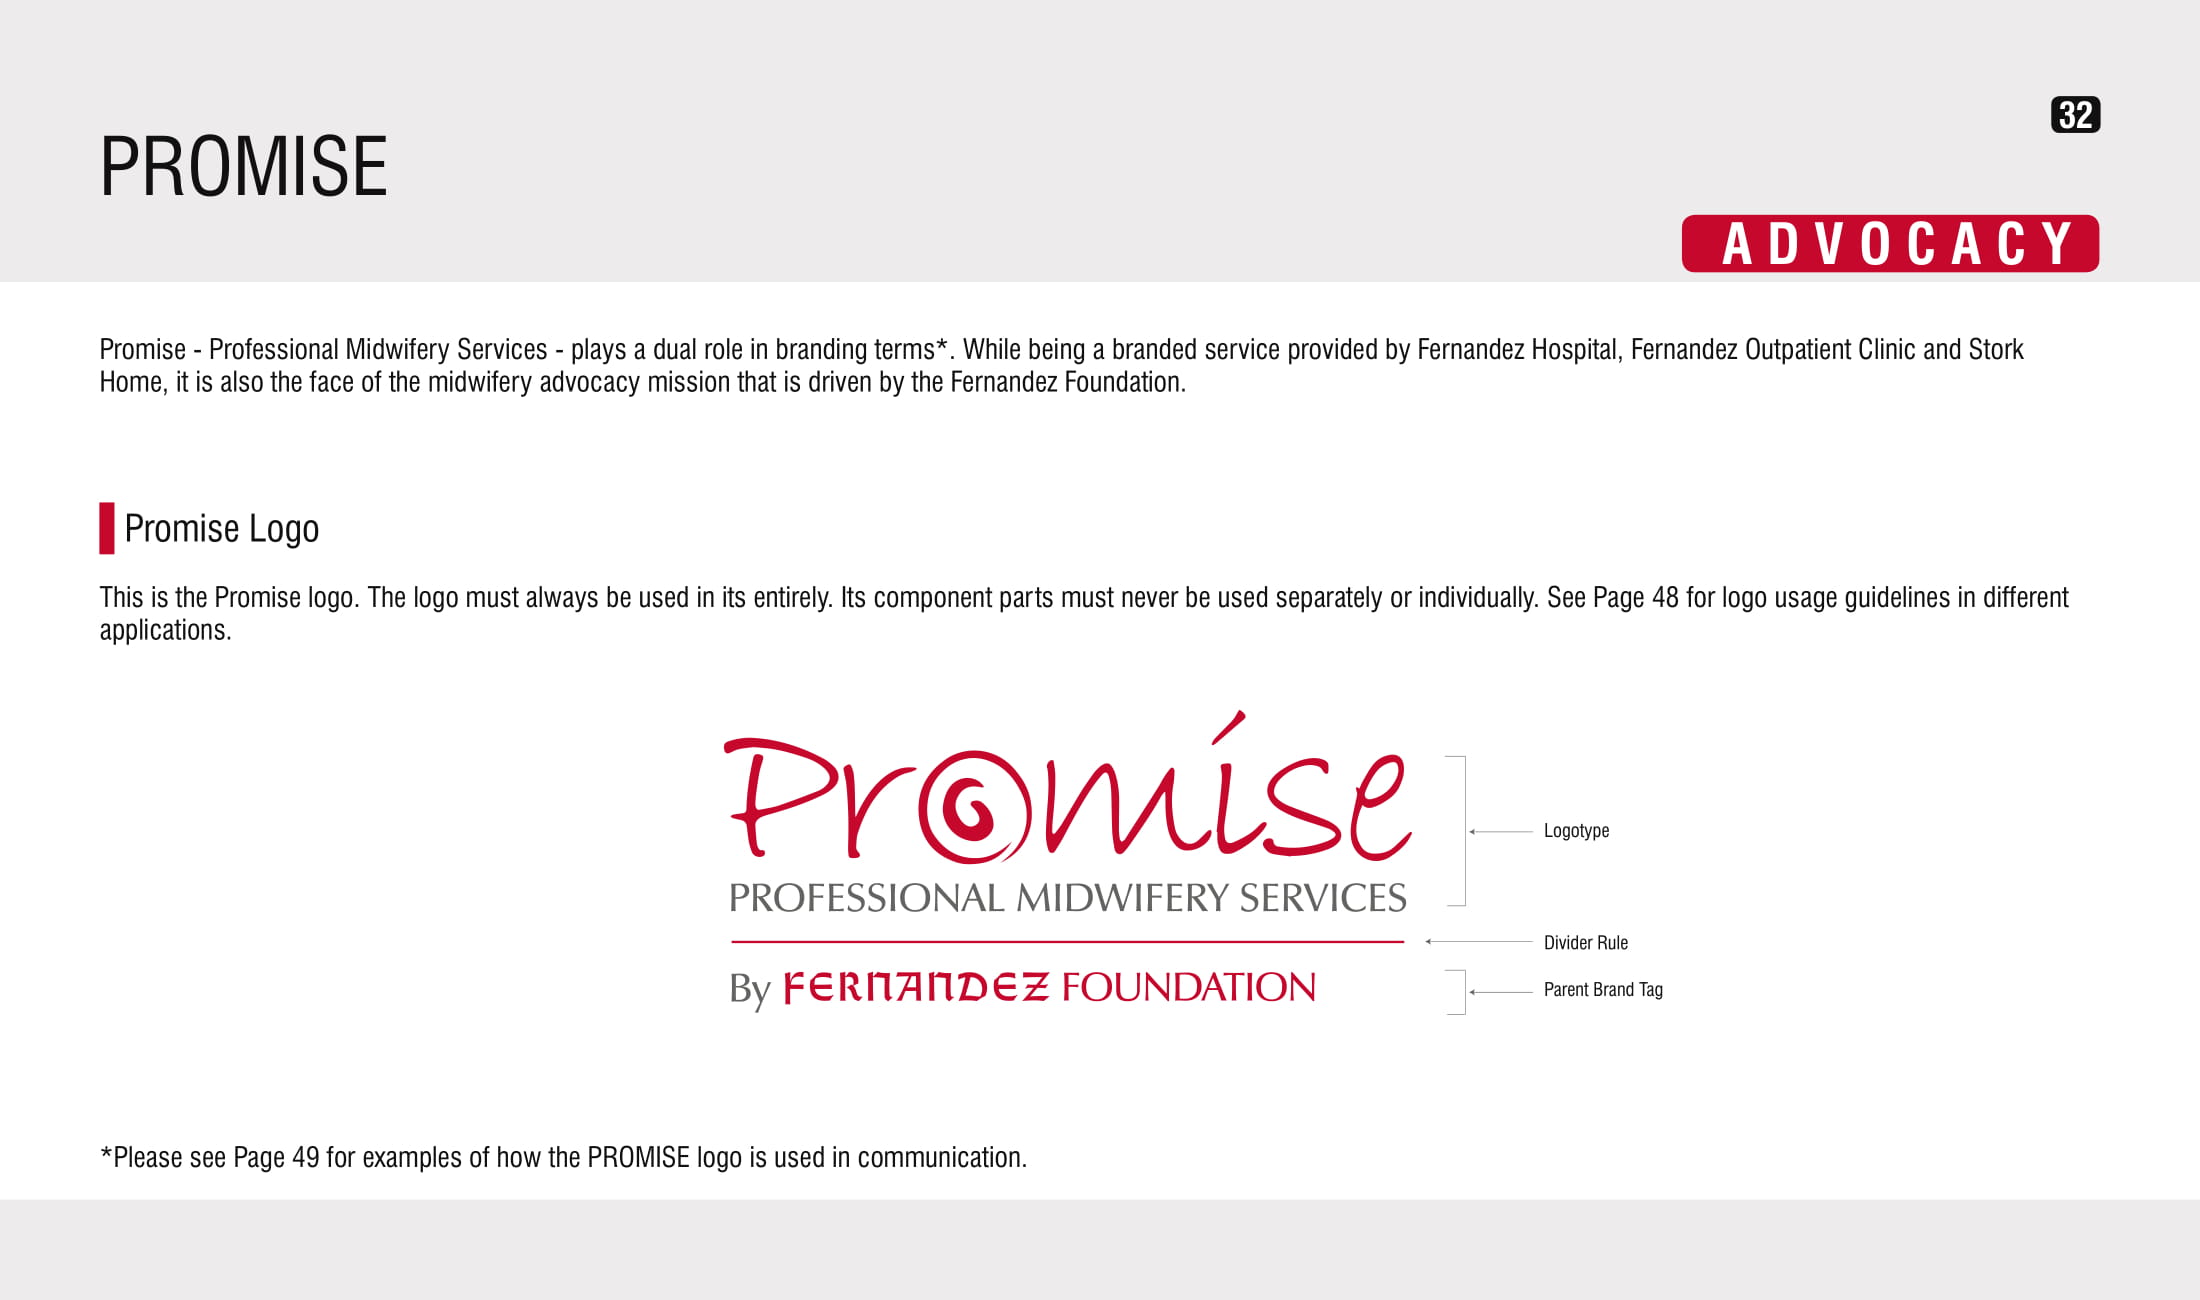 32
PROMISE
ADVOCACY
Promise - Professional Midwifery Services - plays a dual role in branding terms*. While being a branded service provided by Fernandez Hospital, Fernandez Outpatient Clinic and Stork
Home, it is also the face of the midwifery advocacy mission that is driven by the Fernandez Foundation.
Promise Logo
This is the Promise logo. The logo must always be used in its entirely. Its component parts must never be used separately or individually. See Page 48 for logo usage guidelines in different
applications.
Promise
PROFESSIONAL MIDWIFERY SERVICES
By FERNANDEZ FOUNDATION
Logotype
Divider Rule
Parent Brand Tag
*Please see Page 49 for examples of how the PROMISE logo is used in communication.